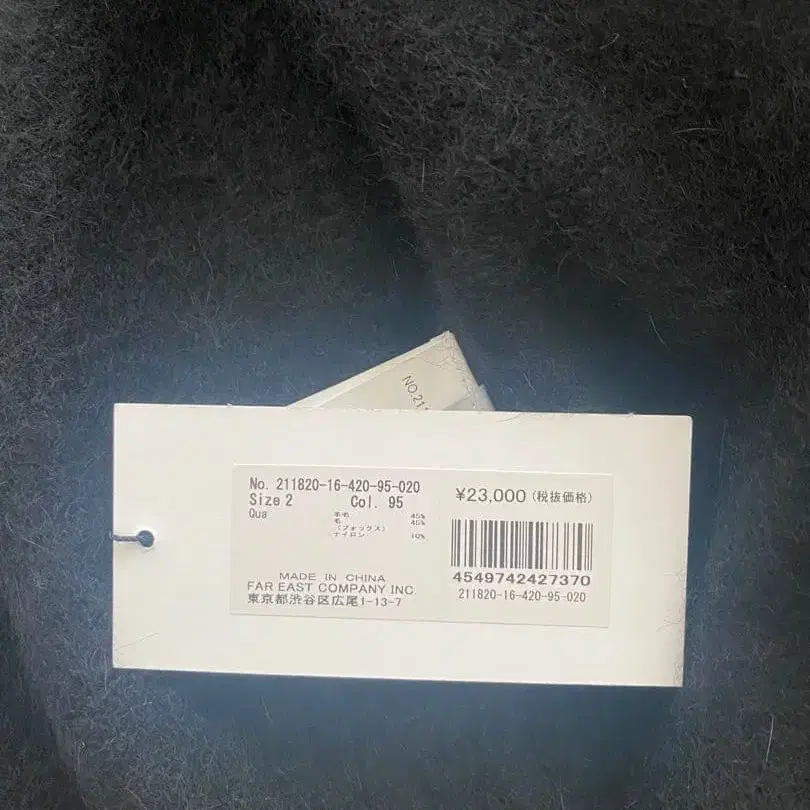 NO.211
No. 211820-16-420-95-020
Size 2 Col. 95
Qua 羊毛 45%
毛 45%
(フォックス)
ナイロン 10%
MADE IN CHINA
FAR EAST COMPANY INC.
東京都渋谷区広尾1-13-7
¥23,000 (税抜価格)
4549742427370
211820-16-420-95-020